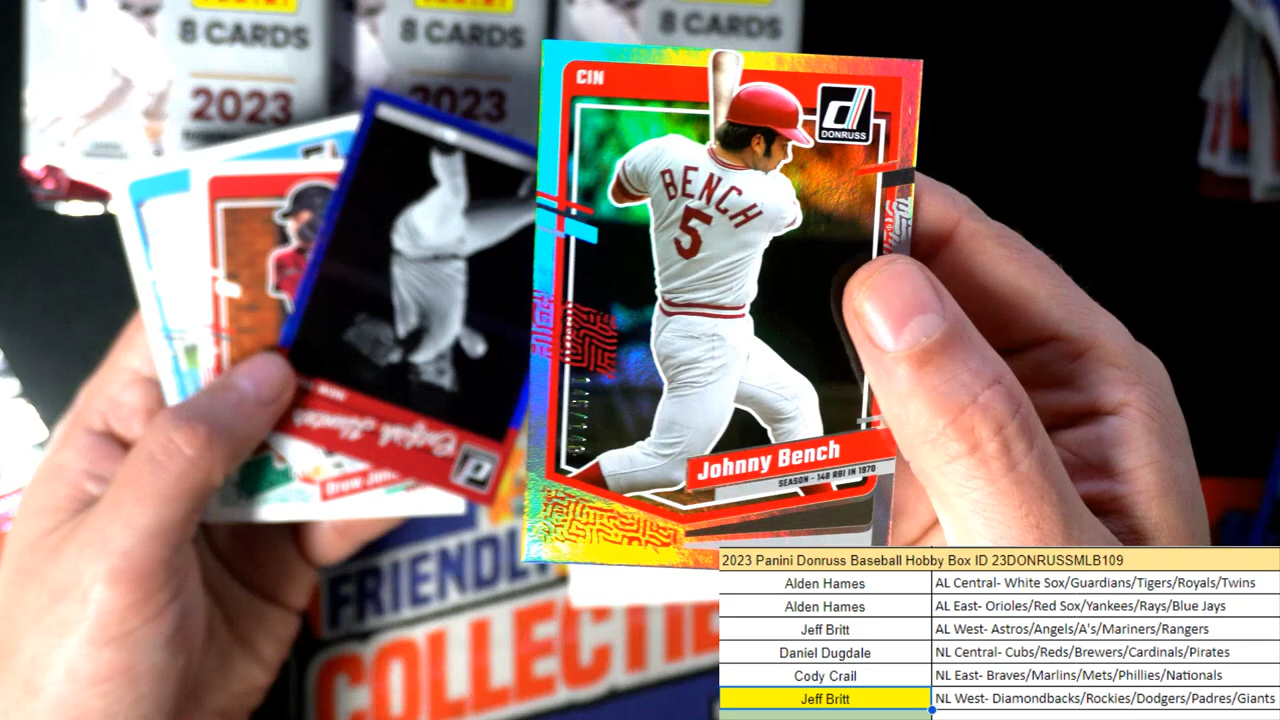 8 CARDS
8 CARDS
8 CARDS
2023
2023
CIN
DONRUSS
BENCH
5
Johnny Bench
SEASON - 148 RBI IN 1970
FRIENDLY
COLLECTIBLES
2023 Panini Donruss Baseball Hobby Box ID 23DONRUSSMLB109
Alden Hames AL Central- White Sox/Guardians/Tigers/Royals/Twins
Alden Hames AL East- Orioles/Red Sox/Yankees/Rays/Blue Jays
Jeff Britt AL West- Astros/Angels/A's/Mariners/Rangers
Daniel Dugdale NL Central- Cubs/Reds/Brewers/Cardinals/Pirates
Cody Crail NL East- Braves/Marlins/Mets/Phillies/Nationals
Jeff Britt NL West- Diamondbacks/Rockies/Dodgers/Padres/Giants